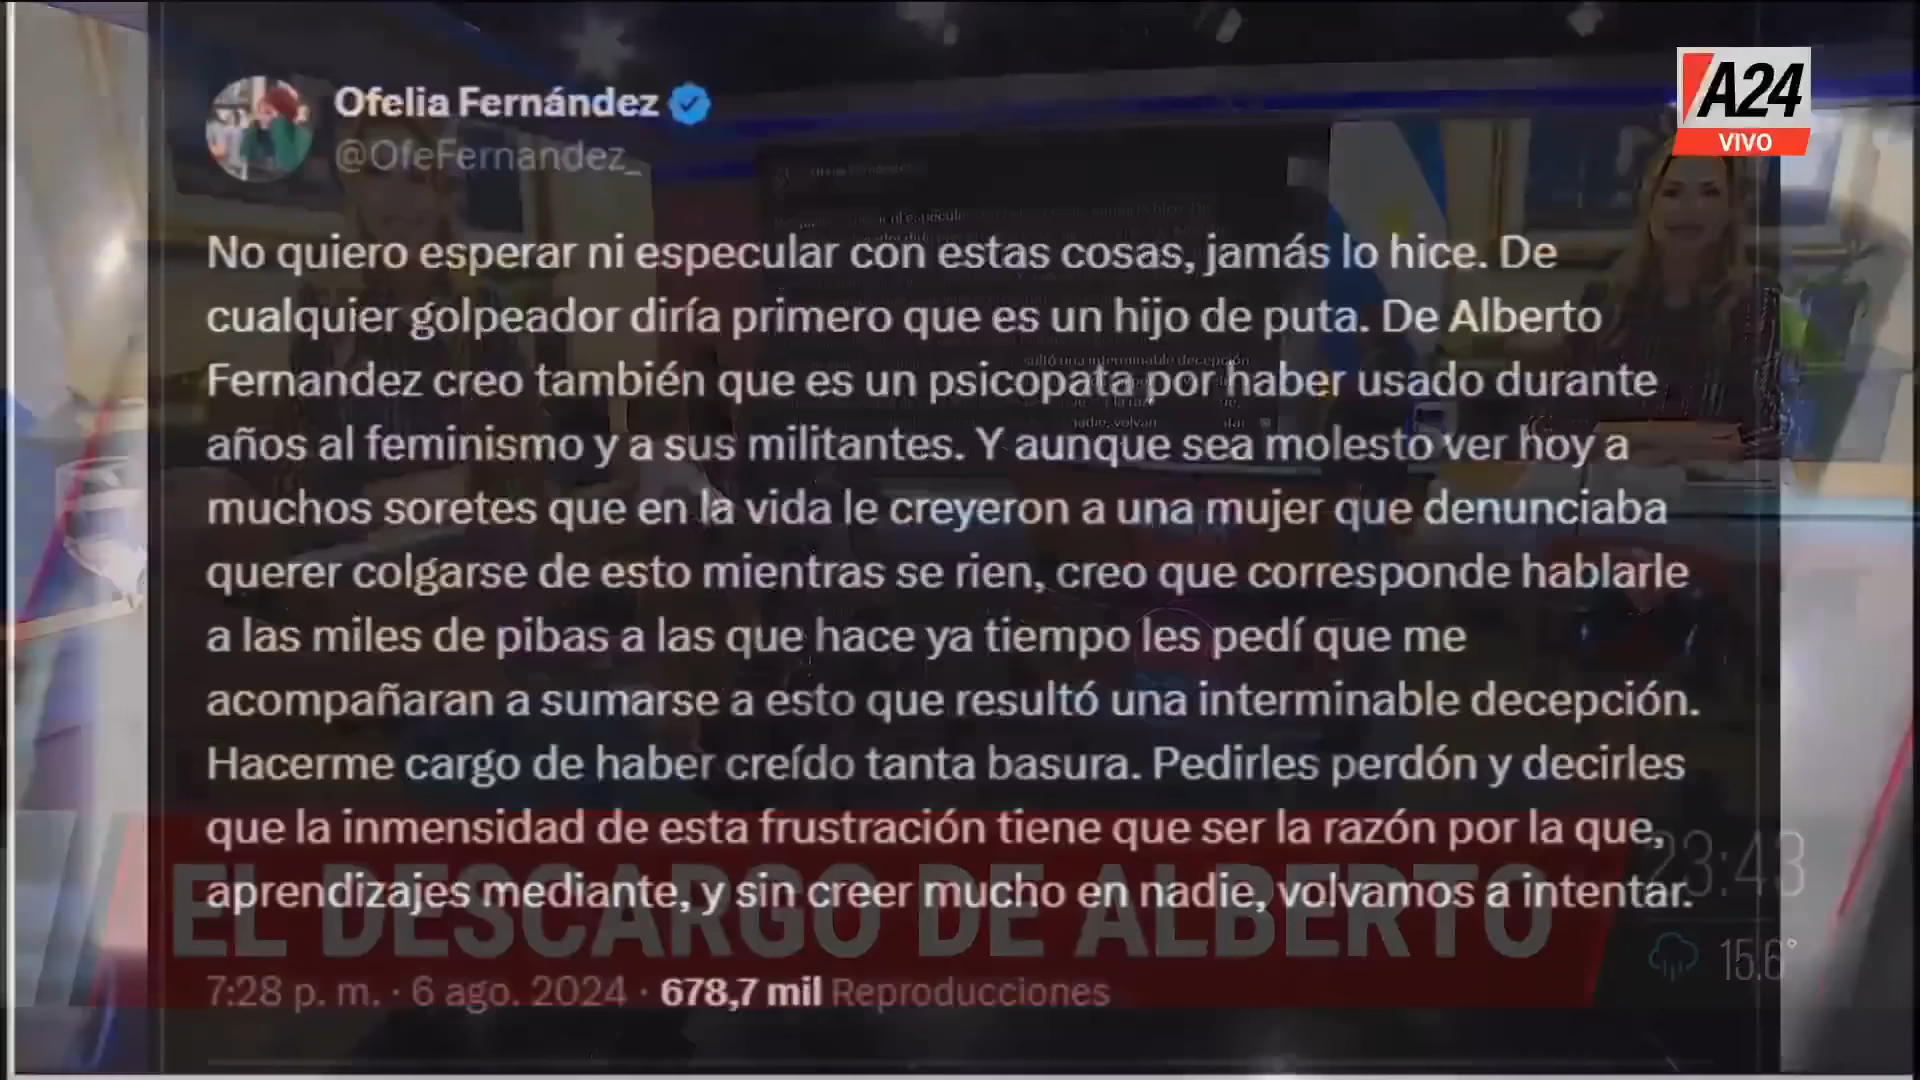 A24
VIVO
Ofelia Fernández
@OfeFernandez_
No quiero esperar ni especular con estas cosas, jamás lo hice. De
cualquier golpeador diría primero que es un hijo de puta. De Alberto
Fernandez creo también que es un psicopata por haber usado durante
años al feminismo y a sus militantes. Y aunque sea molesto ver hoy a
muchos soretes que en la vida le creyeron a una mujer que denunciaba
querer colgarse de esto mientras se rien, creo que corresponde hablarle
a las miles de pibas a las que hace ya tiempo les pedí que me
acompañaran a sumarse a esto que resultó una interminable decepción.
Hacerme cargo de haber creído tanta basura. Pedirles perdón y decirles
que la inmensidad de esta frustración tiene que ser la razón por la que,
aprendizajes mediante, y sin creer mucho en nadie, volvamos a intentar.
EL DESCARGO DE ALBERTO
23:43
15.6°
7:28 p. m. · 6 ago. 2024 · 678,7 mil Reproducciones